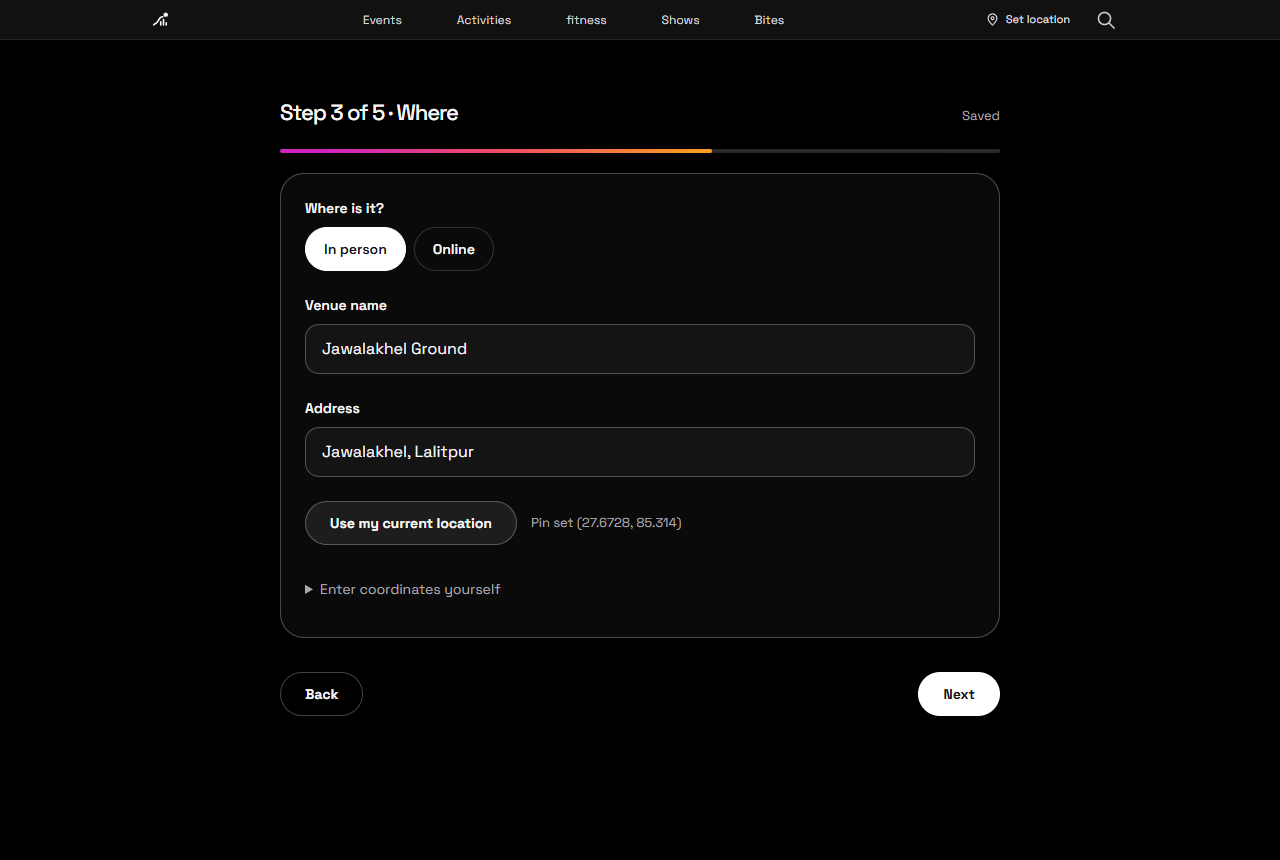 Events Activities fitness Shows Bites Set location
Step 3 of 5 · Where
Saved
Where is it?
In person Online
Venue name
Jawalakhel Ground
Address
Jawalakhel, Lalitpur
Use my current location Pin set (27.6728, 85.314)
Enter coordinates yourself
Back Next